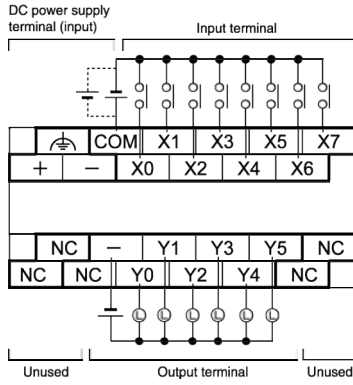 DC power supply
terminal (input)
Input terminal
COM X1 X3 X5 X7
+ − X0 X2 X4 X6
NC − Y1 Y3 Y5 NC
NC NC Y0 Y2 Y4 NC
L L L L L L
Unused Output terminal Unused